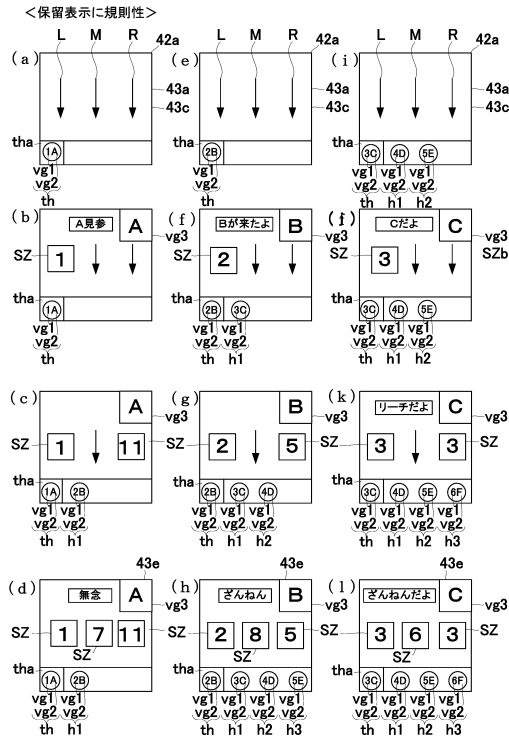 <保留表示に規則性>
L M R 42a L M R L M R 42a
(a) (e) (i)
43a 43a 43a
43c 43c 43c
tha tha tha
1A 2B 3C 4D 5E
vg1 vg1 vg1 vg1 vg1
vg2 vg2 vg2 vg2 vg2
th th th h1 h2
(b) A見参 A (f) Bが来たよ B (j) Cだよ C
vg3 vg3 vg3
SZ 1 SZ 2 SZ 3 SZb
tha tha tha
1A 2B 3C 3C 4D 5E
vg1 vg1 vg1 vg1 vg1 vg1
vg2 vg2 vg2 vg2 vg2 vg2
th th h1 th h1 h2
(c) A (g) B (k) C
vg3 vg3 リーチだよ vg3
SZ 1 11 SZ 2 5 SZ 3 3 SZ
tha tha tha
1A 2B 2B 3C 4D 3C 4D 5E 6F
vg1 vg1 vg1 vg1 vg1 vg1 vg1 vg1 vg1
vg2 vg2 vg2 vg2 vg2 vg2 vg2 vg2 vg2
th h1 th h1 h2 th h1 h2 h3
43e 43e 43e
(d) 無念 A (h) ざんねん B (l) ざんねんだよ C
vg3 vg3 vg3
SZ 1 7 11 SZ 2 8 5 SZ 3 6 3 SZ
SZ SZ SZ
tha tha tha
1A 2B 2B 3C 4D 5E 3C 4D 5E 6F
vg1 vg1 vg1 vg1 vg1 vg1 vg1 vg1 vg1 vg1
vg2 vg2 vg2 vg2 vg2 vg2 vg2 vg2 vg2 vg2
th h1 th h1 h2 h3 th h1 h2 h3